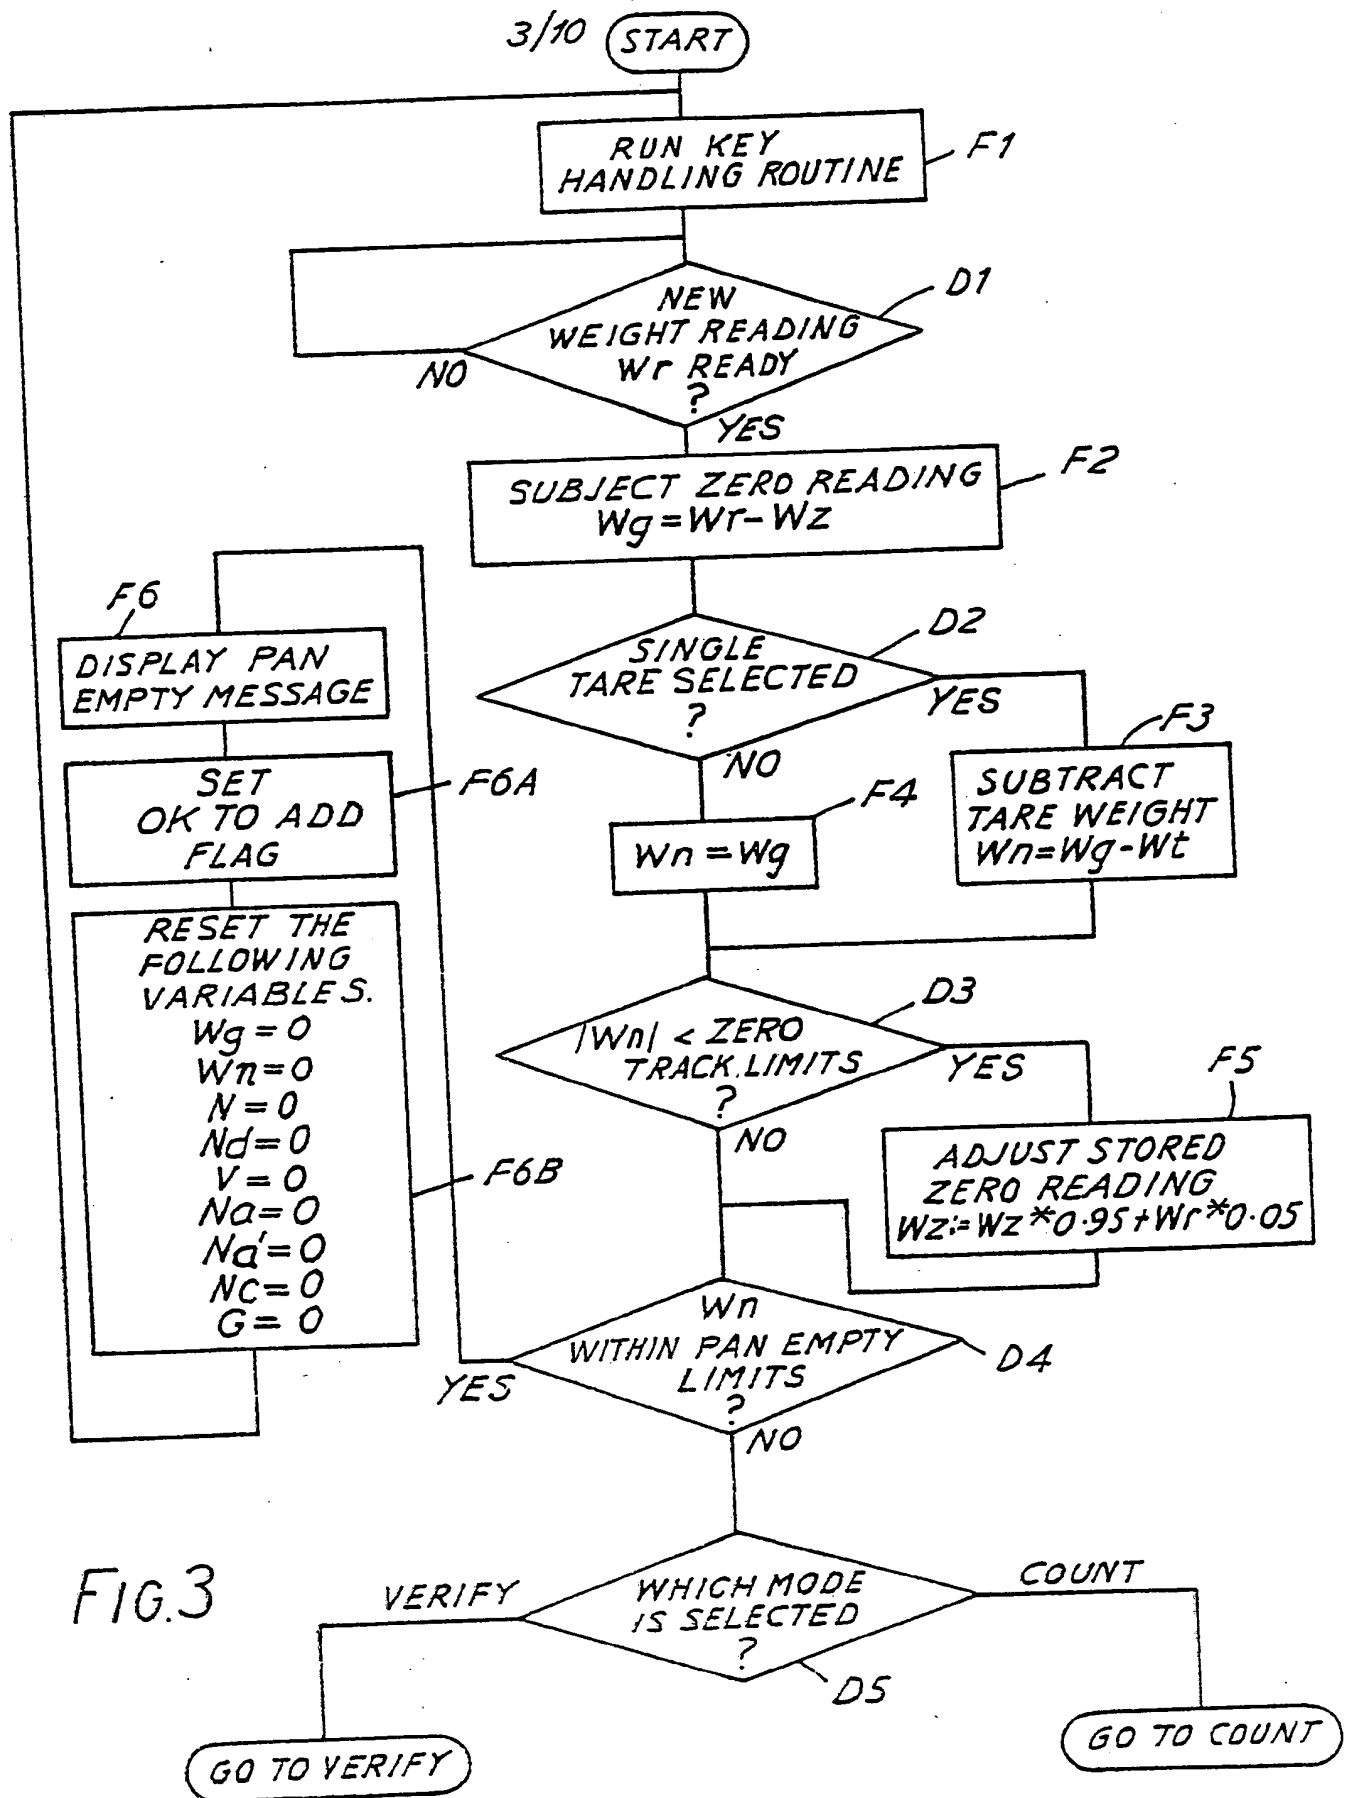 3/10 START
RUN KEY
HANDLING ROUTINE
F1
NEW
WEIGHT READING
Wr READY
?
D1
NO
YES
SUBJECT ZERO READING
Wg = Wr - Wz
F2
SINGLE
TARE SELECTED
?
D2
YES
NO
F3
SUBTRACT
TARE WEIGHT
Wn = Wg - Wt
F4
Wn = Wg
F6
DISPLAY PAN
EMPTY MESSAGE
SET
OK TO ADD
FLAG
F6A
RESET THE
FOLLOWING
VARIABLES.
Wg = 0
Wn = 0
N = 0
Nd = 0
V = 0
Na = 0
Na' = 0
Nc = 0
G = 0
F6B
|Wn| < ZERO
TRACK. LIMITS
?
D3
YES
NO
F5
ADJUST STORED
ZERO READING
Wz:= Wz * 0.95 + Wr * 0.05
Wn
WITHIN PAN EMPTY
LIMITS
?
D4
YES
NO
WHICH MODE
IS SELECTED
?
D5
VERIFY
COUNT
GO TO VERIFY
GO TO COUNT
FIG.3